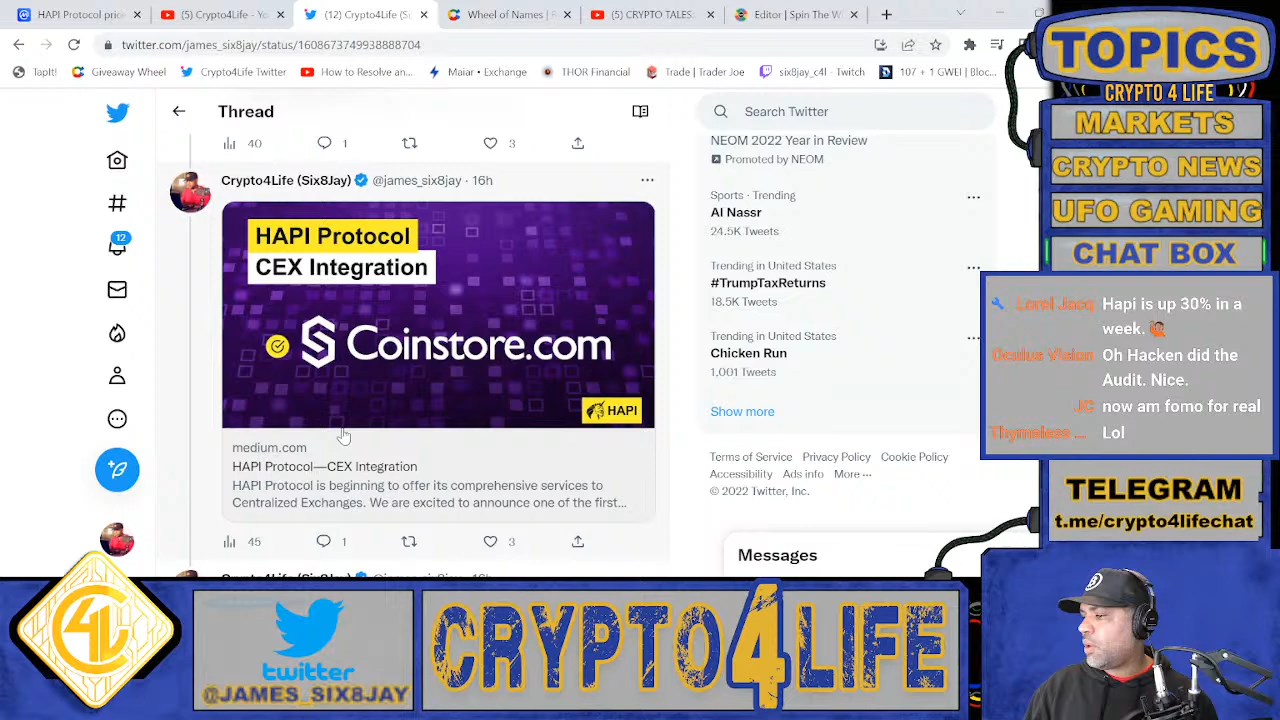 HAPI Protocol pric
(5) Crypto4Life - Yo
(12) Crypto4Life (Si
Wheel of Names | R
(5) CRYPTO TALES:
Editor | Spin The W
twitter.com/james_six8jay/status/1608673749938888704
TapIt!
Giveaway Wheel
Crypto4Life Twitter
How to Resolve an...
Maiar • Exchange
THOR Financial
Trade | Trader Joe
six8jay_c4l - Twitch
107 + 1 GWEI | Bloc...
Thread
Search Twitter
40
1
3
Crypto4Life (Six8Jay) @james_six8jay · 16h
HAPI Protocol
CEX Integration
Coinstore.com
HAPI
medium.com
HAPI Protocol—CEX Integration
HAPI Protocol is beginning to offer its comprehensive services to
Centralized Exchanges. We are excited to announce one of the first...
45
1
3
12
NEOM 2022 Year in Review
Promoted by NEOM
Sports · Trending
Al Nassr
24.5K Tweets
Trending in United States
#TrumpTaxReturns
18.5K Tweets
Trending in United States
Chicken Run
1,001 Tweets
Show more
Terms of Service Privacy Policy Cookie Policy
Accessibility Ads info More
© 2022 Twitter, Inc.
Messages
TOPICS
CRYPTO 4 LIFE
MARKETS
CRYPTO NEWS
UFO GAMING
CHAT BOX
Lorel Jacq Hapi is up 30% in a
week.
Oculus Vision Oh Hacken did the
Audit. Nice.
JC now am fomo for real
Thymeless ... Lol
TELEGRAM
t.me/crypto4lifechat
C4L
twitter
@JAMES_SIX8JAY
CRYPTO4LIFE